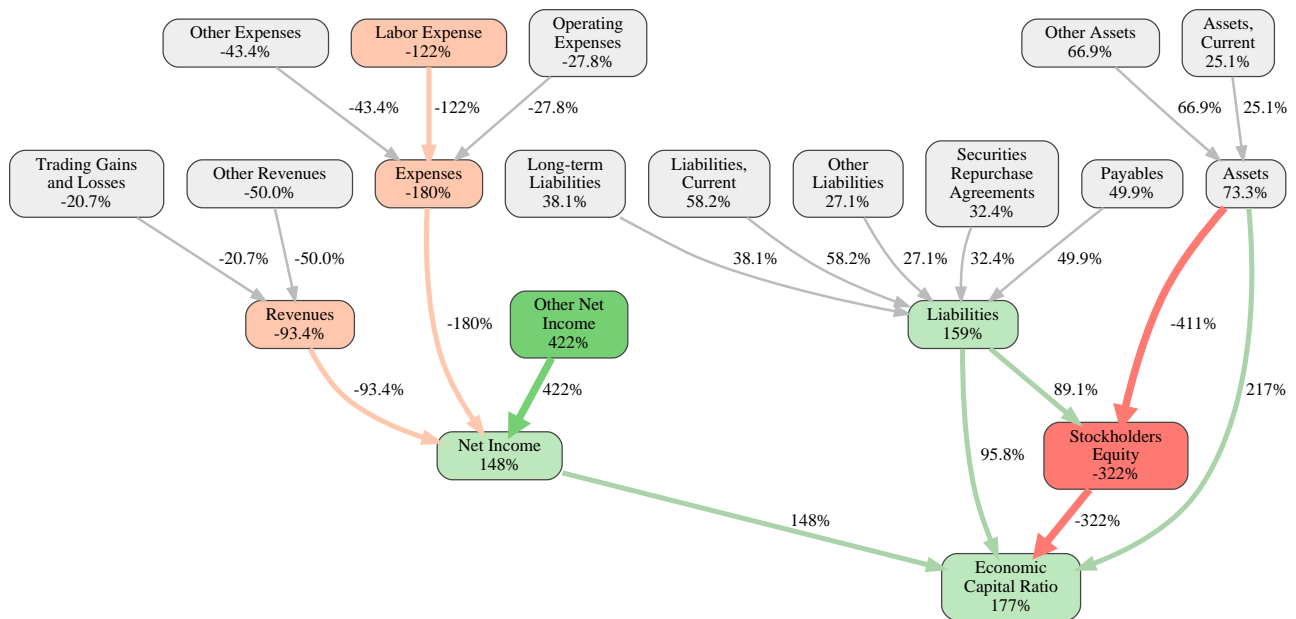 Other Expenses
-43.4%
Labor Expense
-122%
Operating
Expenses
-27.8%
Other Assets
66.9%
Assets,
Current
25.1%
-43.4%
-122%
-27.8%
66.9%
25.1%
Trading Gains
and Losses
-20.7%
Other Revenues
-50.0%
Expenses
-180%
Long-term
Liabilities
38.1%
Liabilities,
Current
58.2%
Other
Liabilities
27.1%
Securities
Repurchase
Agreements
32.4%
Payables
49.9%
Assets
73.3%
-20.7%
-50.0%
38.1%
58.2%
27.1%
32.4%
49.9%
Revenues
-93.4%
-180%
Other Net
Income
422%
Liabilities
159%
-411%
-93.4%
422%
89.1%
217%
Net Income
148%
95.8%
Stockholders
Equity
-322%
148%
-322%
Economic
Capital Ratio
177%